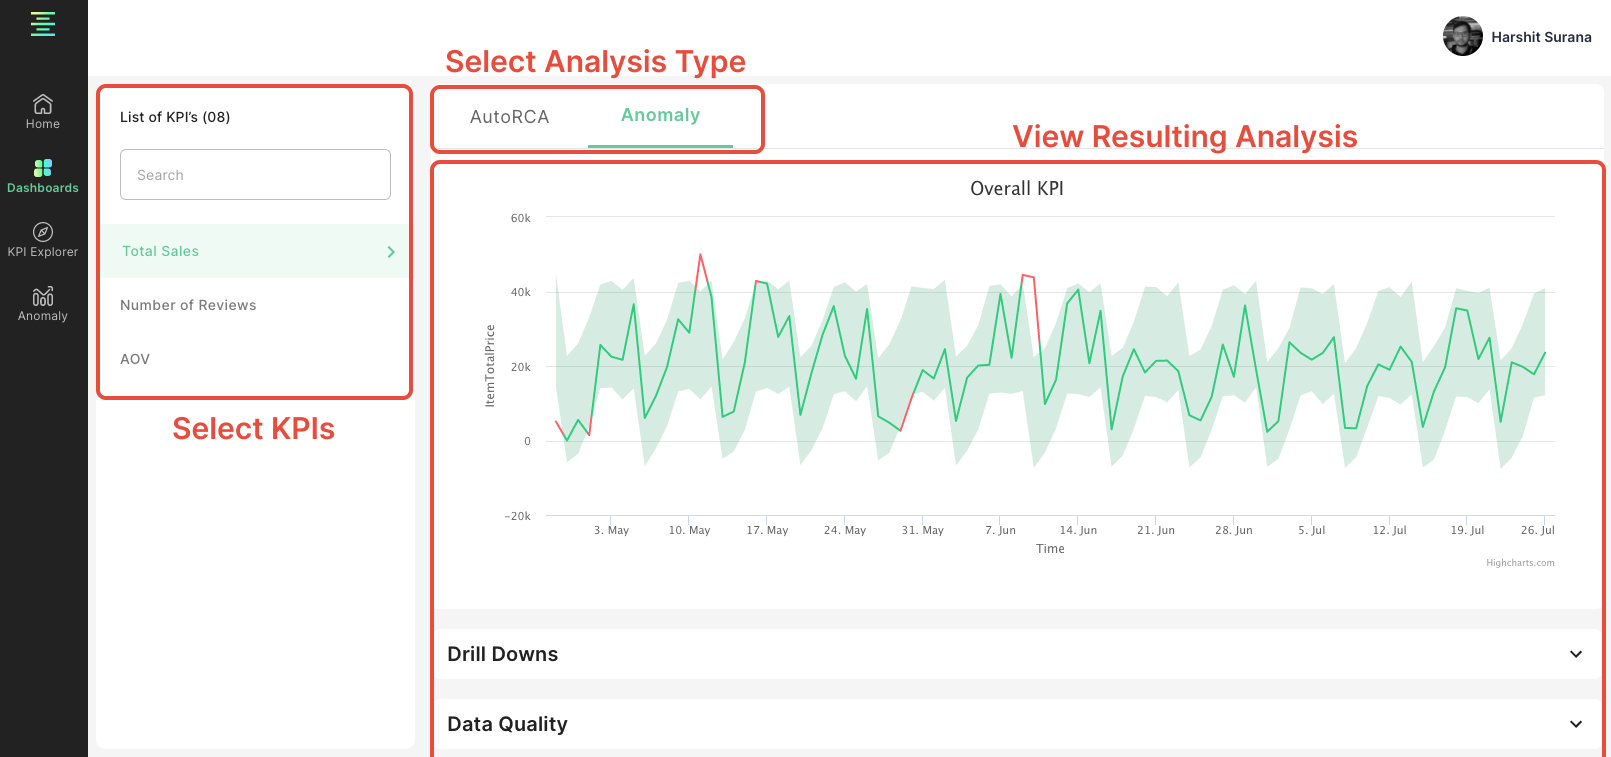 Harshit Surana
Select Analysis Type
Home
Dashboards
KPI Explorer
Anomaly
List of KPI's (08)
Search
Total Sales
Number of Reviews
AOV
Select KPIs
AutoRCA
Anomaly
View Resulting Analysis
Overall KPI
60k
40k
20k
0
-20k
ItemTotalPrice
3. May 10. May 17. May 24. May 31. May 7. Jun 14. Jun 21. Jun 28. Jun 5. Jul 12. Jul 19. Jul 26. Jul
Time
Highcharts.com
Drill Downs
Data Quality